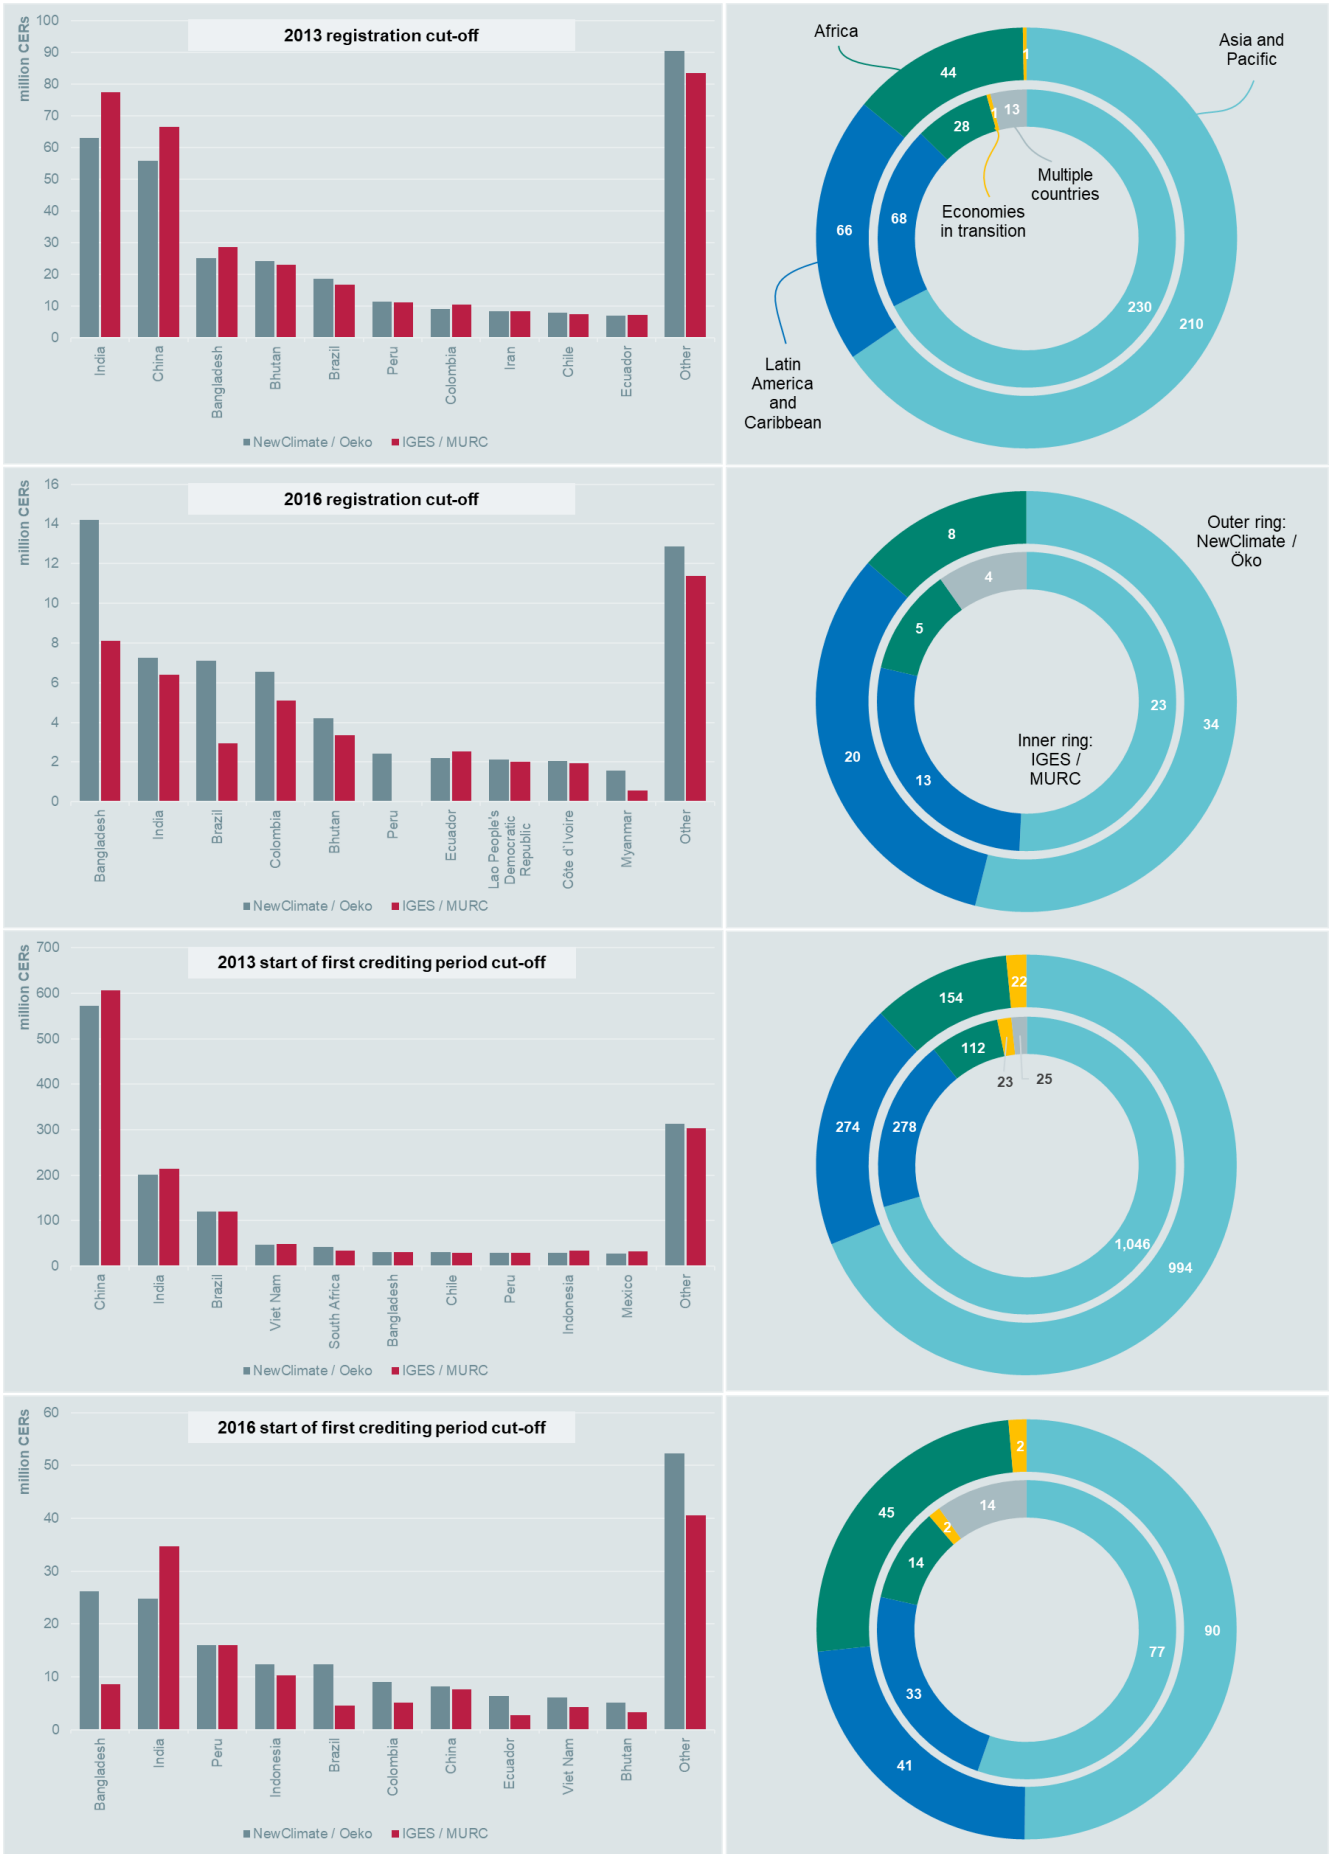 million CERs
2013 registration cut-off
100
90
80
70
60
50
40
30
20
10
0
India
China
Bangladesh
Bhutan
Brazil
Peru
Colombia
Iran
Chile
Ecuador
Other
NewClimate / Oeko
IGES / MURC
Africa
Asia and
Pacific
44
1
28
1
13
Multiple
countries
Economies
in transition
66
68
230
210
Latin
America
and
Caribbean
million CERs
2016 registration cut-off
16
14
12
10
8
6
4
2
0
Bangladesh
India
Brazil
Colombia
Bhutan
Peru
Ecuador
Lao People's
Democratic
Republic
Côte d'Ivoire
Myanmar
Other
NewClimate / Oeko
IGES / MURC
Outer ring:
NewClimate /
Öko
8
4
5
23
34
Inner ring:
IGES /
MURC
20
13
million CERs
2013 start of first crediting period cut-off
700
600
500
400
300
200
100
0
China
India
Brazil
Viet Nam
South Africa
Bangladesh
Chile
Peru
Indonesia
Mexico
Other
NewClimate / Oeko
IGES / MURC
154
22
112
23
25
274
278
1,046
994
million CERs
2016 start of first crediting period cut-off
60
50
40
30
20
10
0
Bangladesh
India
Peru
Indonesia
Brazil
Colombia
China
Ecuador
Viet Nam
Bhutan
Other
NewClimate / Oeko
IGES / MURC
2
45
14
2
14
90
77
33
41